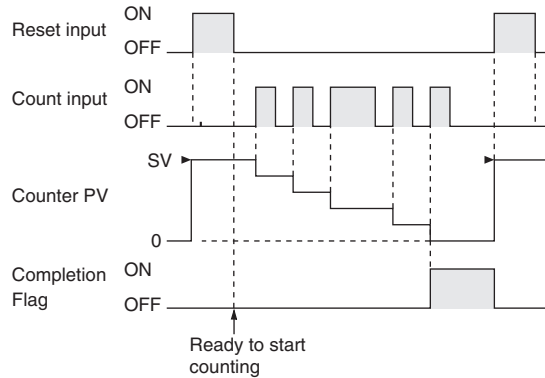 ON
Reset input
OFF
ON
Count input
OFF
SV
Counter PV
0
ON
Completion
Flag
OFF
Ready to start
counting